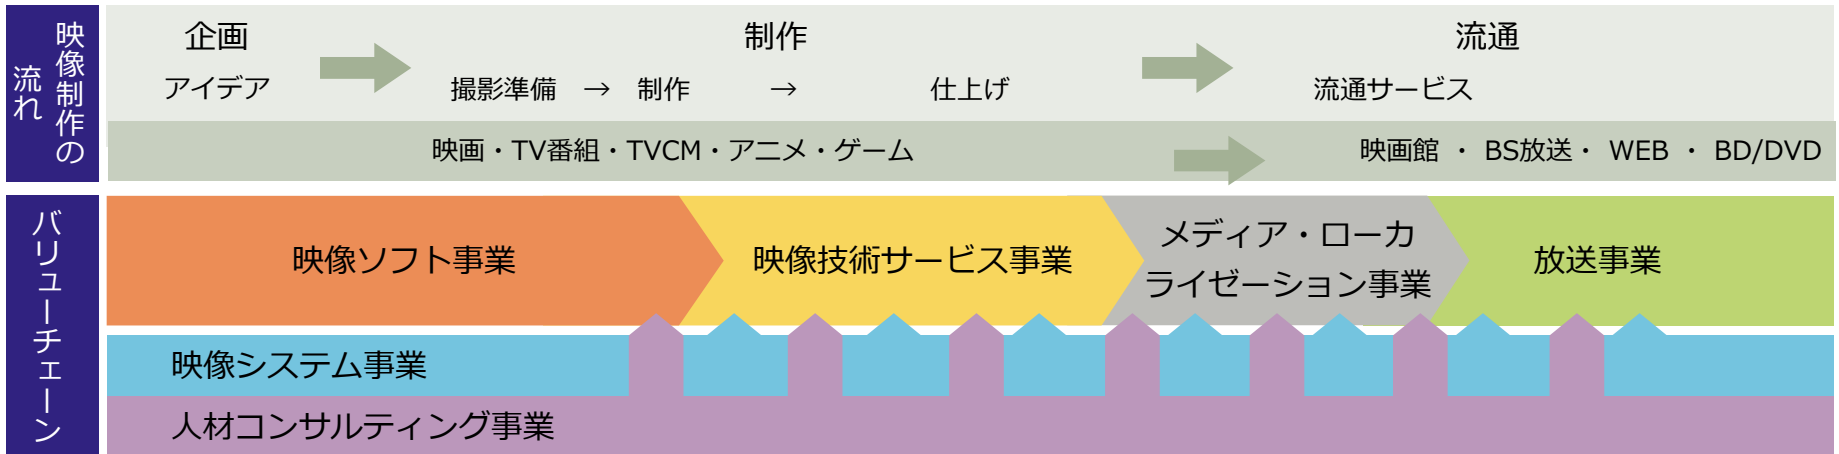 映像制作の
流れ
企画
制作
流通
アイデア
撮影準備 → 制作 → 仕上げ
流通サービス
映画・TV番組・TVCM・アニメ・ゲーム
映画館 ・ BS放送・ WEB ・ BD/DVD
バリューチェーン
映像ソフト事業
映像技術サービス事業
メディア・ローカ
ライゼーション事業
放送事業
映像システム事業
人材コンサルティング事業